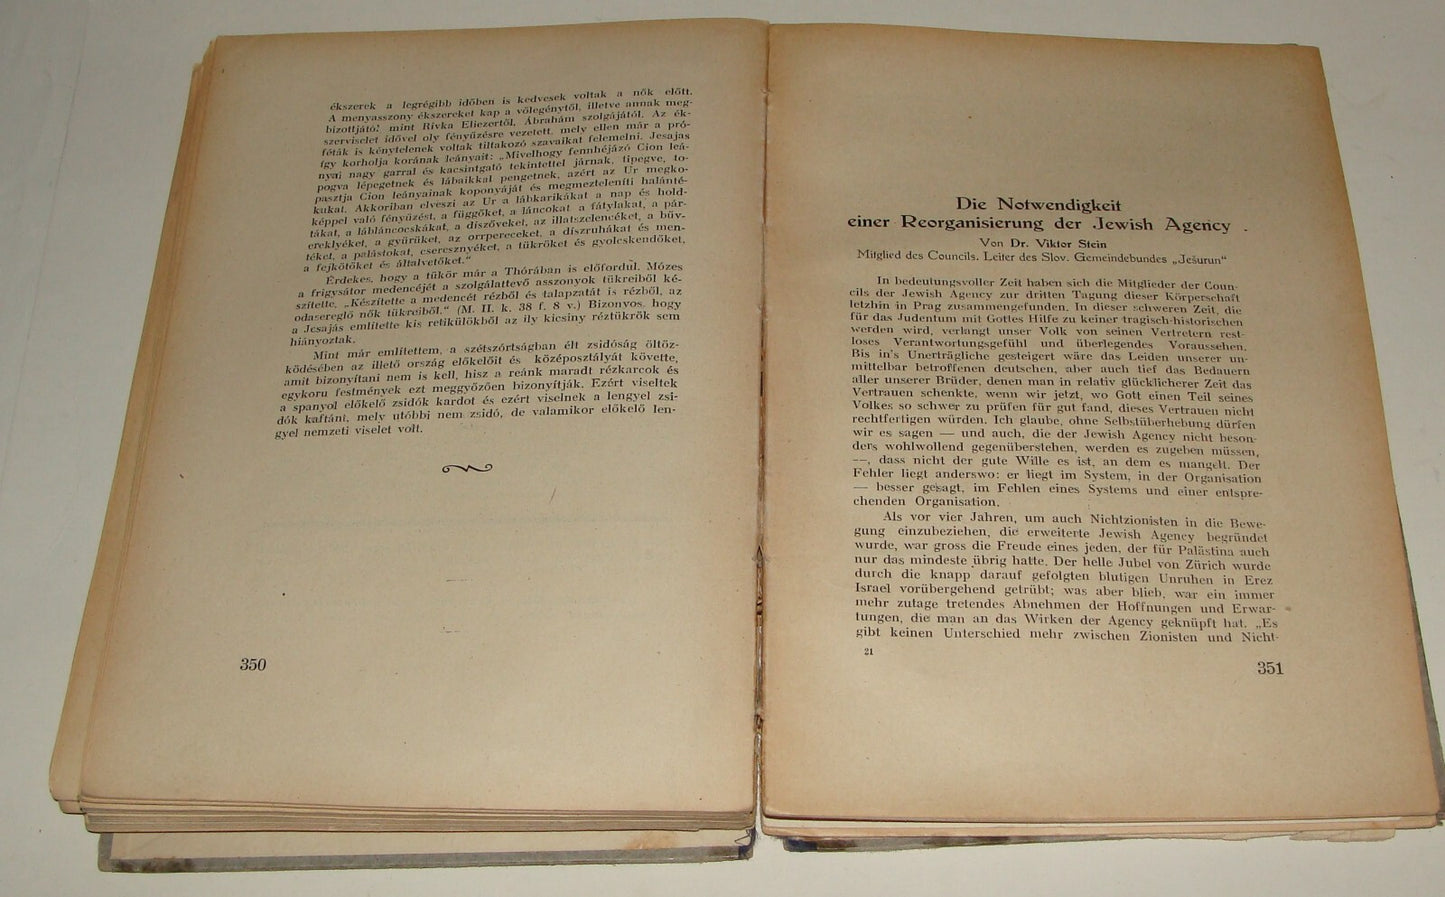 ékszerek a legrégibb időben is kedvesek voltak a nők előtt.
A menyasszony ékszereket kap a vőlegénytől, illetve annak meg-
bizottjától, mint Rivka Eliezertől, Ábrahám szolgájától. Az ék-
szerviselet idővel oly fényűzésre vezetett, mely ellen már a pró-
féták is kénytelenek voltak tiltakozó szavaikat felemelni. Jesajas
így korholja korának leányait: „Mivelhogy fennhéjázó Cion leá-
nyai nagy garral és kacsintgató tekintettel járnak, tipegve, to-
pogva lépegetnek és lábaikkal pengetnek, azért az Ur megko-
pasztja Cion leányainak koponyáját és megmezteleníti halánté-
kukat. Akkoriban elveszi az Ur a lábkarikákat a nap és hold-
képpel való fényüzést, a függőket, a láncokat a fátylakat, a pár-
tákat, a lábláncocskákat, a díszöveket, az illatszelencéket, a bűv-
ereklyéket, a gyűrüket, az orrpereceket, a díszruhákat és men-
téket, a palástokat, cseresznyéket, a tükröket és gyolcskendőket,
a fejkötőket és általvetőket."
Érdekes, hogy a tükör már a Thórában is előfordul. Mózes
a frigysátor medencéjét a szolgálattevő asszonyok tükreiből ké-
szítette. „Készítette a medencét rézből és talapzatát is rézből, az
odasereglő nők tükreiből." (M. II. k. 38 f. 8 v.) Bizonyos, hogy
a Jesajás említette kis retikülökből az ily kicsiny réztükrök sem
hiányoztak.
Mint már említettem, a szétszórtságban élt zsidóság öltöz-
ködésében az illető ország előkelőit és középosztályát követte,
amit bizonyítani nem is kell, hisz a reánk maradt rézkarcok és
egykoru festmények ezt meggyőzően bizonyítják. Ezért viseltek
a spanyol előkelő zsidók kardot és ezért viselnek a lengyel zsi-
dók kaftáni, mely utóbbi nem zsidó, de valamikor előkelő len-
gyel nemzeti viselet volt.
350
Die Notwendigkeit
einer Reorganisierung der Jewish Agency
Von Dr. Viktor Stein
Mitglied des Councils. Leiter des Slov. Gemeindebundes „Jesurun"
In bedeutungsvoller Zeit haben sich die Mitglieder der Coun-
cils der Jewish Agency zur dritten Tagung dieser Körperschaft
letzhin in Prag zusammengefunden. In dieser schweren Zeit, die
für das Judentum mit Gottes Hilfe zu keiner tragisch-historischen
werden wird, verlangt unser Volk von seinen Vertretern rest-
loses Verantwortungsgefühl und überlegendes Voraussehen.
Bis in's Unerträgliche gesteigert wäre das Leiden unserer un-
mittelbar betroffenen deutschen, aber auch tief das Bedauern
aller unserer Brüder, denen man in relativ glücklicherer Zeit das
Vertrauen schenkte, wenn wir jetzt, wo Gott einen Teil seines
Volkes so schwer zu prüfen für gut fand, dieses Vertrauen nicht
rechtfertigen würden. Ich glaube, ohne Selbstüberhebung dürfen
wir es sagen — und auch, die der Jewish Agency nicht beson-
ders wohlwollend gegenüberstehen, werden es zugeben müssen,
—, dass nicht der gute Wille es ist, an dem es mangelt. Der
Fehler liegt anderswo: er liegt im System, in der Organisation
— besser gesagt, im Fehlen eines Systems und einer entspre-
chenden Organisation.
Als vor vier Jahren, um auch Nichtzionisten in die Bewe-
gung einzubeziehen, die erweiterte Jewish Agency begründet
wurde, war gross die Freude eines jeden, der für Palästina auch
nur das mindeste übrig hatte. Der helle Jubel von Zürich wurde
durch die knapp darauf gefolgten blutigen Unruhen in Erez
Israel vorübergehend getrübt; was aber blieb, war ein immer
mehr zutage tretendes Abnehmen der Hoffnungen und Erwar-
tungen, die man an das Wirken der Agency geknüpft hat. „Es
gibt keinen Unterschied mehr zwischen Zionisten und Nicht-
21
351